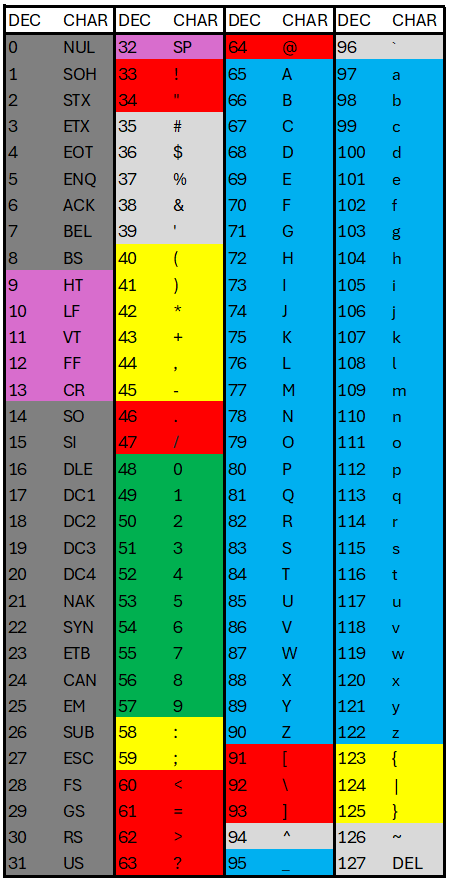 DEC CHAR DEC CHAR DEC CHAR DEC CHAR
0 NUL 32 SP 64 @ 96 `
1 SOH 33 ! 65 A 97 a
2 STX 34 " 66 B 98 b
3 ETX 35 # 67 C 99 c
4 EOT 36 $ 68 D 100 d
5 ENQ 37 % 69 E 101 e
6 ACK 38 & 70 F 102 f
7 BEL 39 ' 71 G 103 g
8 BS 40 ( 72 H 104 h
9 HT 41 ) 73 I 105 i
10 LF 42 * 74 J 106 j
11 VT 43 + 75 K 107 k
12 FF 44 , 76 L 108 l
13 CR 45 - 77 M 109 m
14 SO 46 . 78 N 110 n
15 SI 47 / 79 O 111 o
16 DLE 48 0 80 P 112 p
17 DC1 49 1 81 Q 113 q
18 DC2 50 2 82 R 114 r
19 DC3 51 3 83 S 115 s
20 DC4 52 4 84 T 116 t
21 NAK 53 5 85 U 117 u
22 SYN 54 6 86 V 118 v
23 ETB 55 7 87 W 119 w
24 CAN 56 8 88 X 120 x
25 EM 57 9 89 Y 121 y
26 SUB 58 : 90 Z 122 z
27 ESC 59 ; 91 [ 123 {
28 FS 60 < 92 \ 124 |
29 GS 61 = 93 ] 125 }
30 RS 62 > 94 ^ 126 ~
31 US 63 ? 95 _ 127 DEL